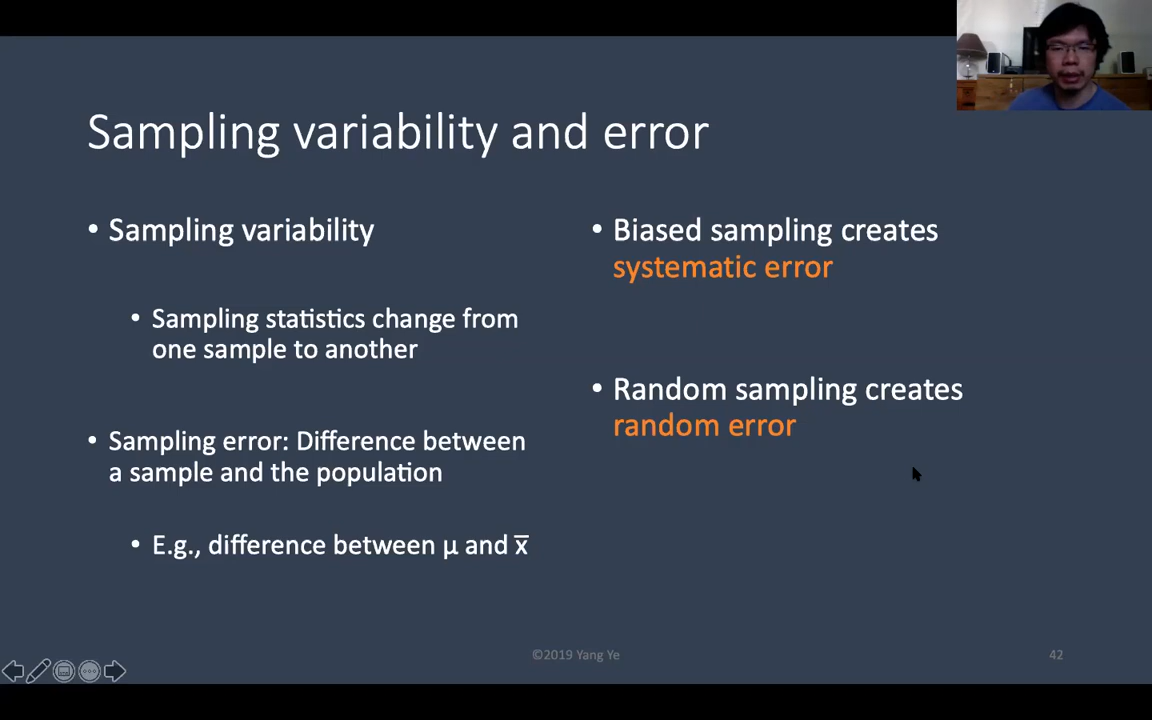 Sampling variability and error
• Sampling variability
• Sampling statistics change from
one sample to another
• Sampling error: Difference between
a sample and the population
• E.g., difference between µ and x̅
• Biased sampling creates
systematic error
• Random sampling creates
random error
©2019 Yang Ye
42